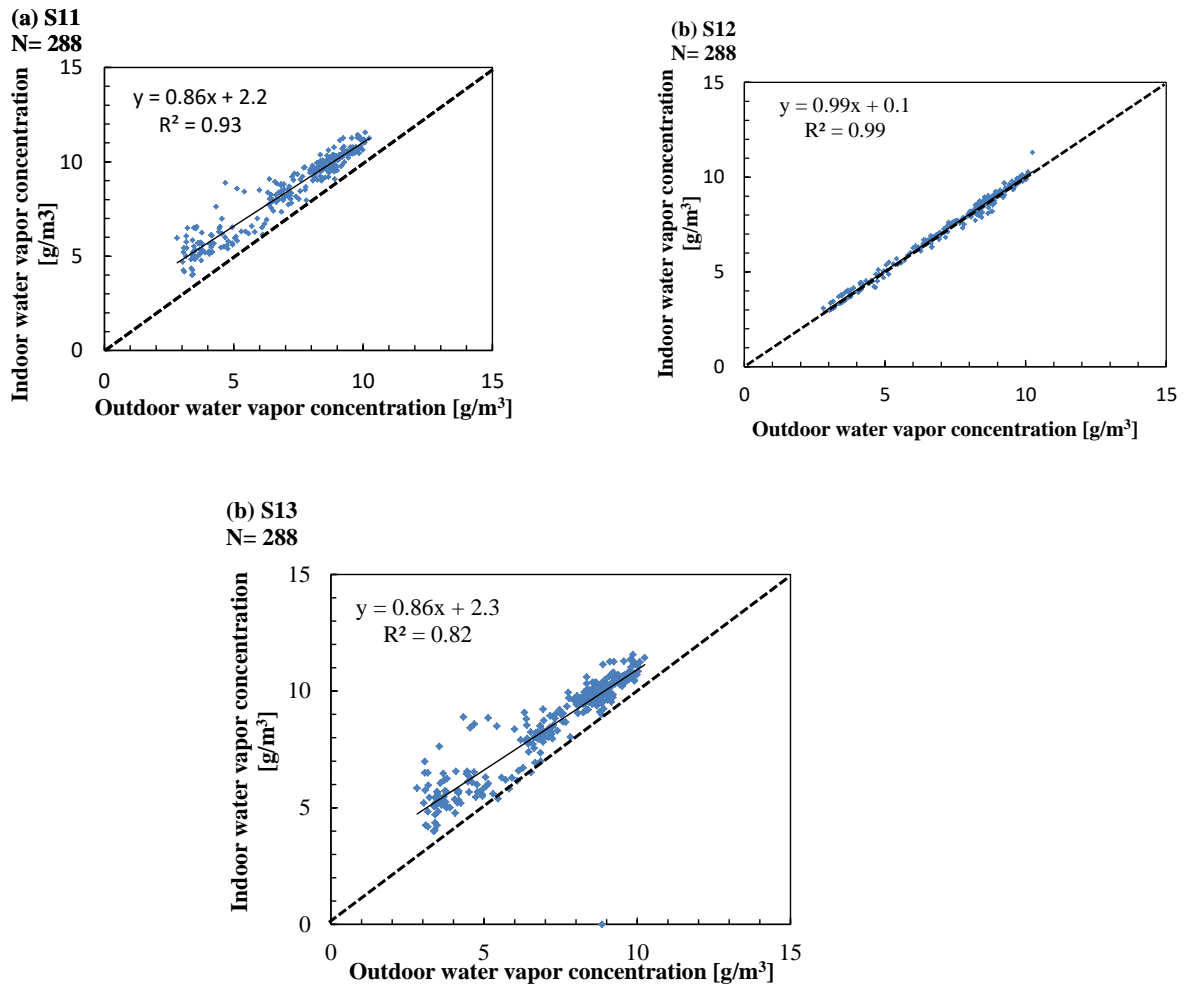 (a) S11
N= 288
y = 0.86x + 2.2
R² = 0.93
Indoor water vapor concentration
[g/m3]
15
10
5
0
0 5 10 15
Outdoor water vapor concentration [g/m³]
(b) S12
N= 288
y = 0.99x + 0.1
R² = 0.99
Indoor water vapor concentration
[g/m³]
15
10
5
0
0 5 10 15
Outdoor water vapor concentration [g/m³]
(b) S13
N= 288
y = 0.86x + 2.3
R² = 0.82
Indoor water vapor concentration
[g/m³]
15
10
5
0
0 5 10 15
Outdoor water vapor concentration [g/m³]